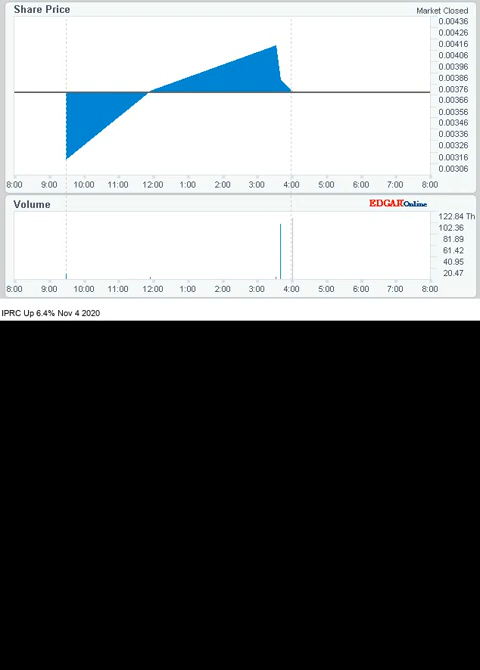 Share Price
Market Closed
0.00436
0.00426
0.00416
0.00406
0.00396
0.00386
0.00376
0.00366
0.00356
0.00346
0.00336
0.00326
0.00316
0.00306
8:00 9:00 10:00 11:00 12:00 1:00 2:00 3:00 4:00 5:00 6:00 7:00 8:00
Volume
EDGAROnline
122.84 Th
102.36
81.89
61.42
40.95
20.47
8:00 9:00 10:00 11:00 12:00 1:00 2:00 3:00 4:00 5:00 6:00 7:00 8:00
IPRC Up 6.4% Nov 4 2020